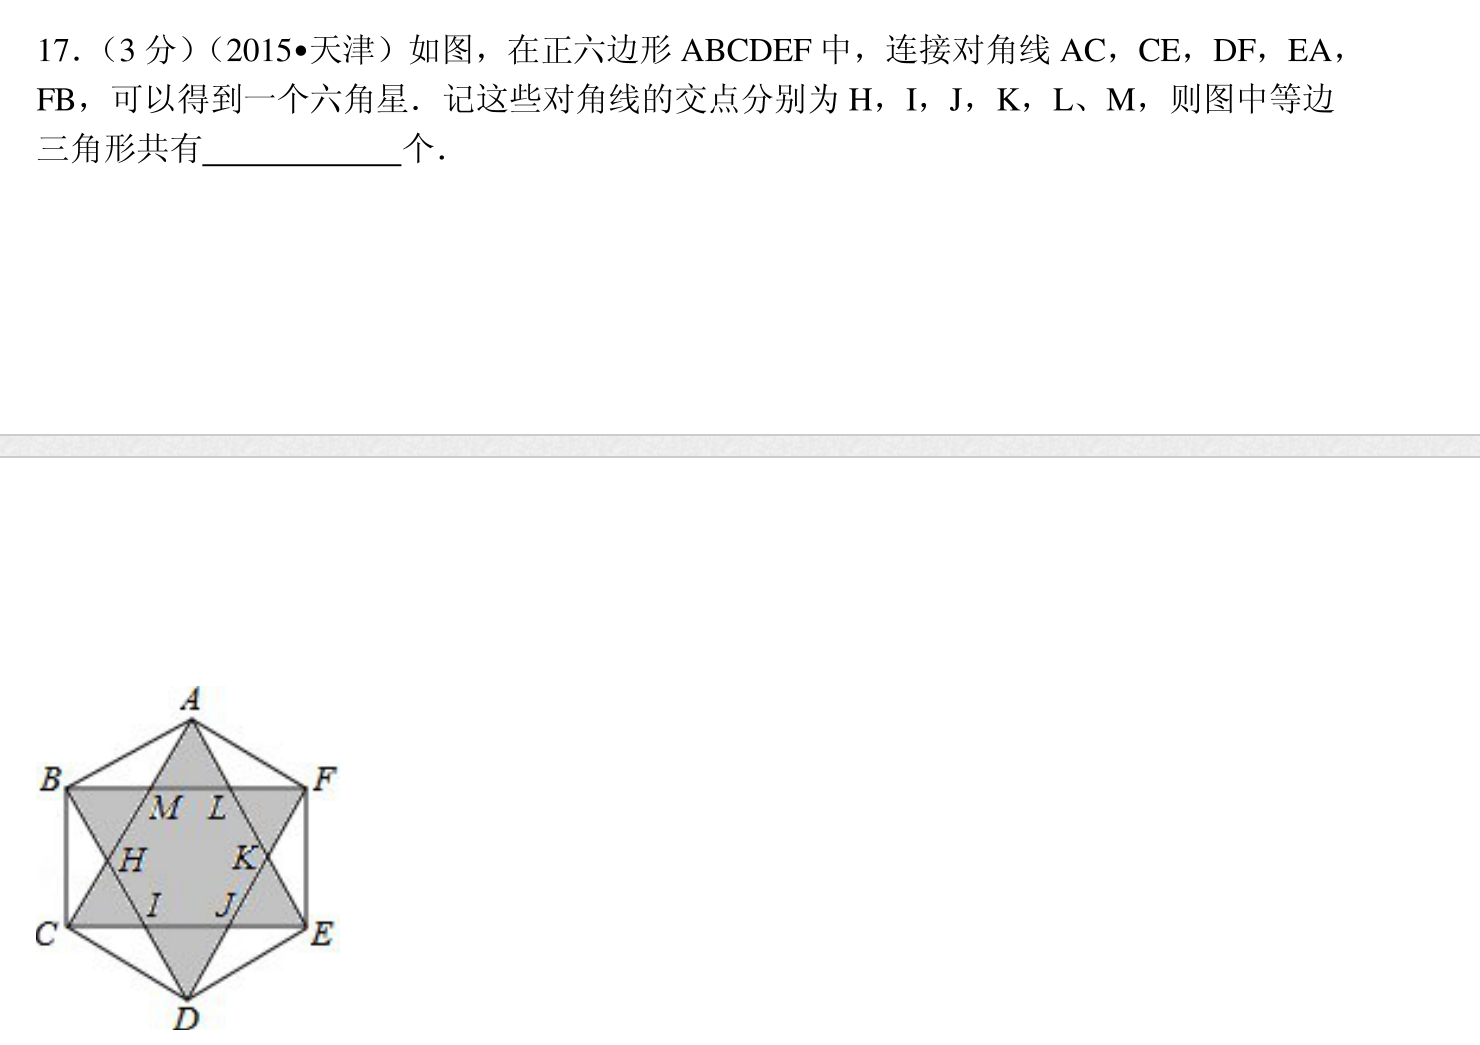 17.（3 分）（2015•天津）如图，在正六边形 ABCDEF 中，连接对角线 AC，CE，DF，EA，
FB，可以得到一个六角星．记这些对角线的交点分别为 H，I，J，K，L、M，则图中等边
三角形共有____________个．
A
B F
M L
H K
I J
C E
D